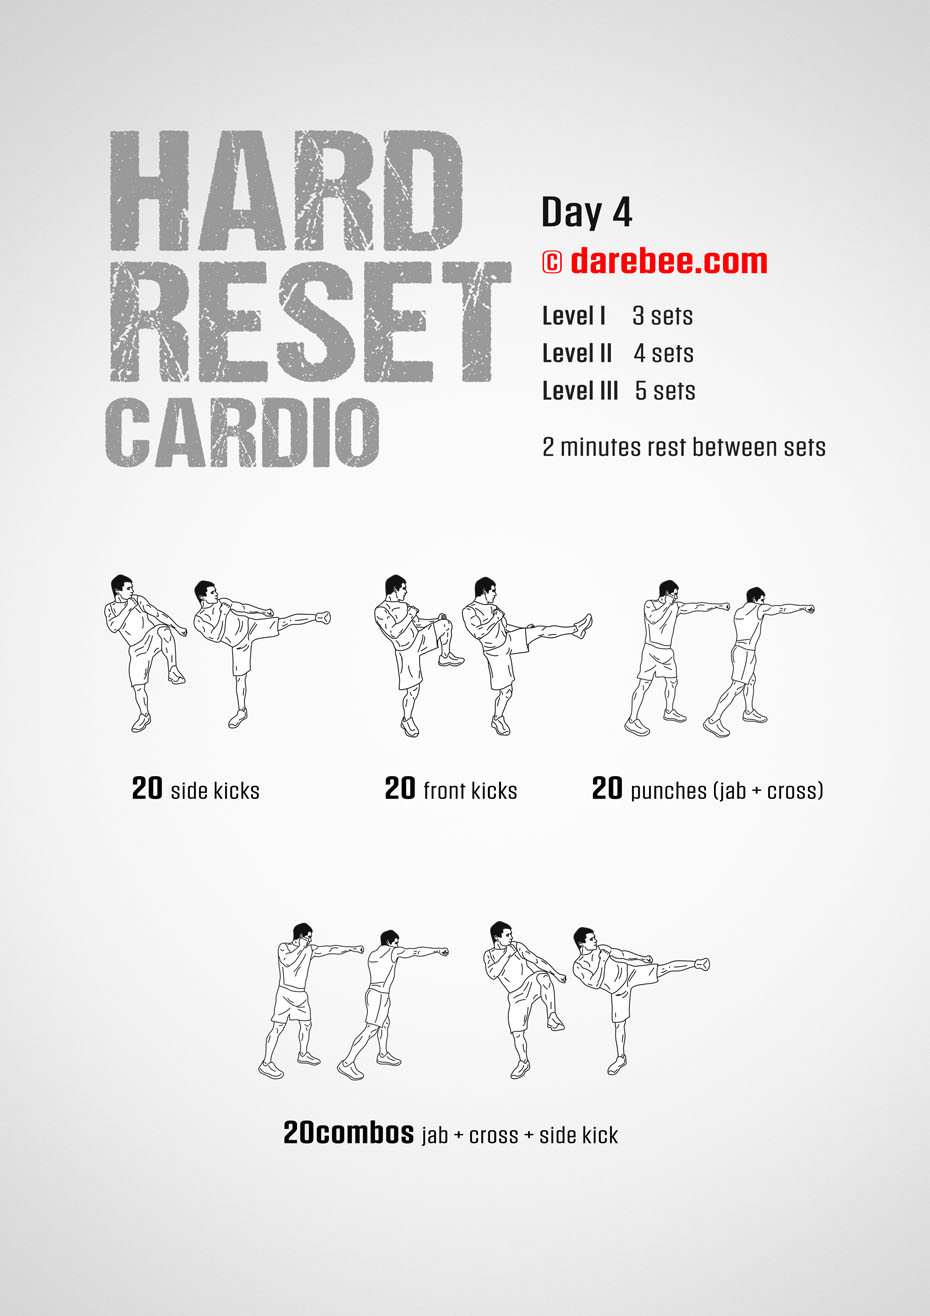 HARD
RESET
CARDIO
Day 4
© darebee.com
Level I 3 sets
Level II 4 sets
Level III 5 sets
2 minutes rest between sets
20 side kicks
20 front kicks
20 punches (jab + cross)
20combos jab + cross + side kick